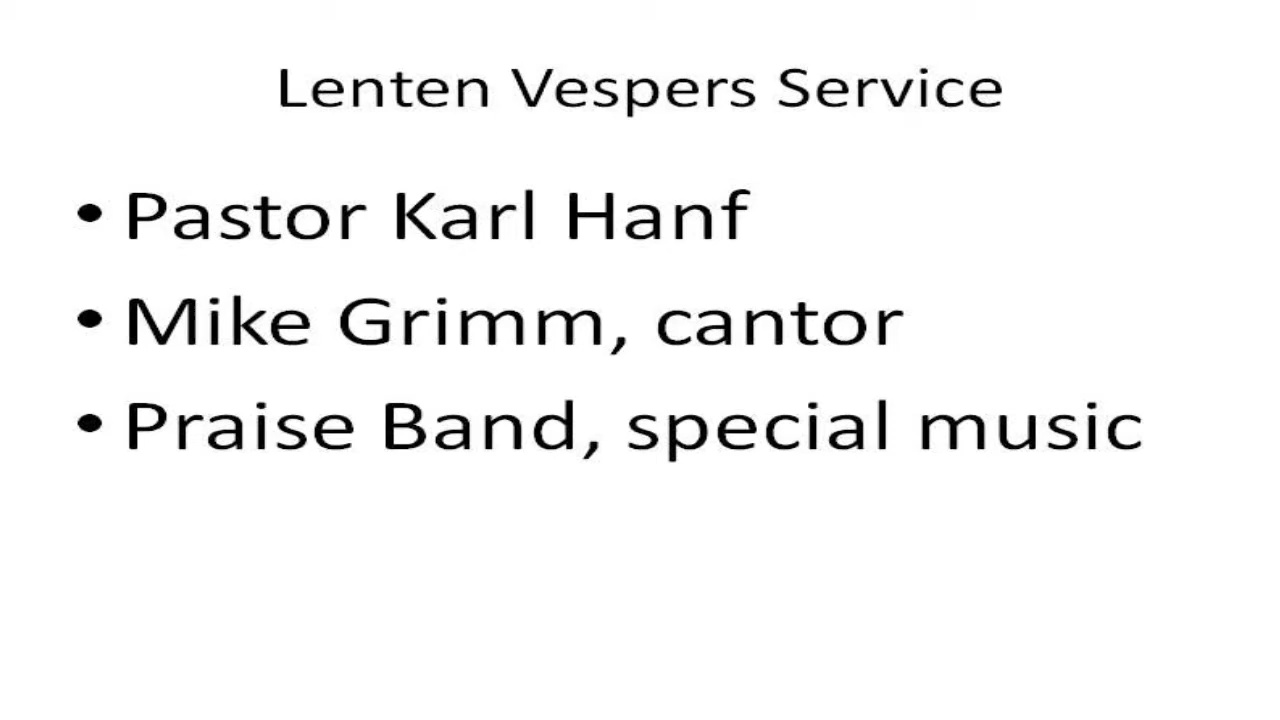 Lenten Vespers Service
• Pastor Karl Hanf
• Mike Grimm, cantor
• Praise Band, special music